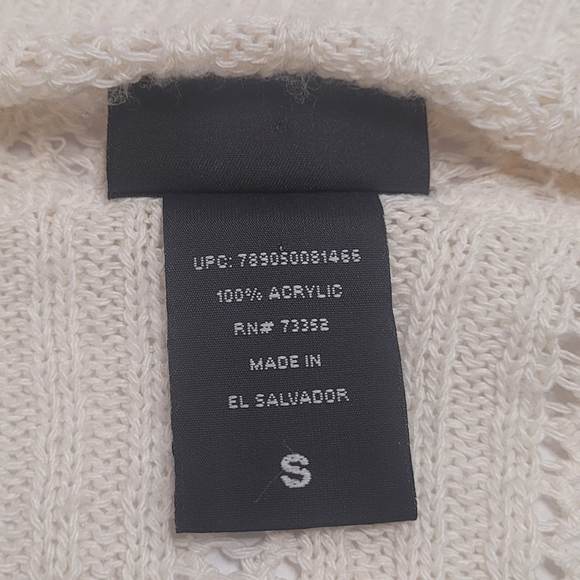 UPC: 789050081466
100% ACRYLIC
RN# 73352
MADE IN
EL SALVADOR
S